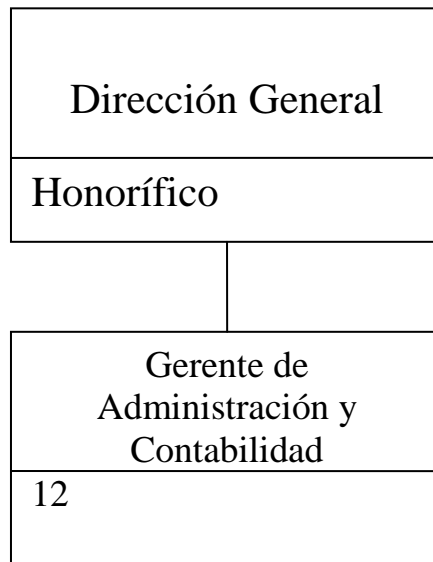 Dirección General
Honorífico
Gerente de
Administración y
Contabilidad
12